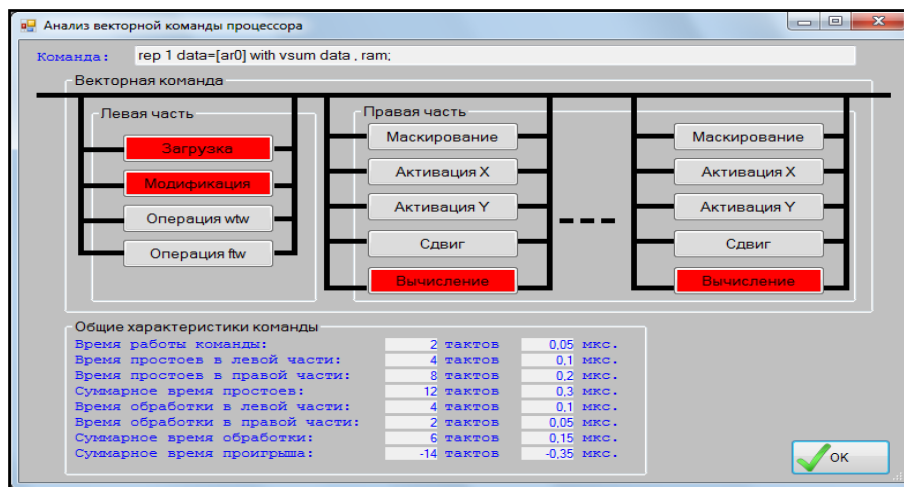 Анализ векторной команды процессора
Команда: rep 1 data=[ar0] with vsum data , ram;
Векторная команда
Левая часть
Загрузка
Модификация
Операция wtw
Операция ftw
Правая часть
Маскирование
Активация X
Активация Y
Сдвиг
Вычисление
Маскирование
Активация X
Активация Y
Сдвиг
Вычисление
Общие характеристики команды
Время работы команды: 2 тактов 0,05 мкс.
Время простоев в левой части: 4 тактов 0,1 мкс.
Время простоев в правой части: 8 тактов 0,2 мкс.
Суммарное время простоев: 12 тактов 0,3 мкс.
Время обработки в левой части: 4 тактов 0,1 мкс.
Время обработки в правой части: 2 тактов 0,05 мкс.
Суммарное время обработки: 6 тактов 0,15 мкс.
Суммарное время проигрыша: -14 тактов -0,35 мкс.
OK